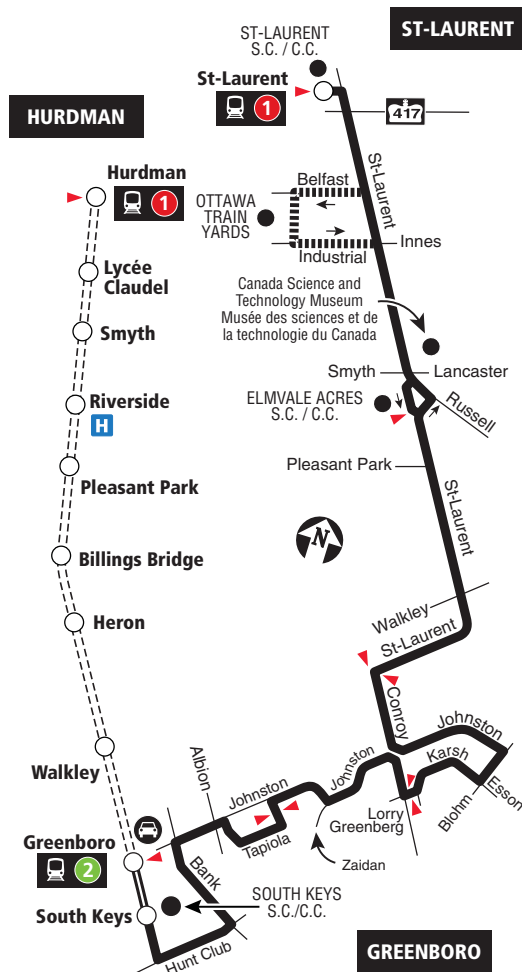 ST-LAURENT
S.C. / C.C.
ST-LAURENT
St-Laurent
1
417
HURDMAN
Hurdman
1
St-Laurent
Belfast
OTTAWA
TRAIN
YARDS
Innes
Industrial
Lycée
Claudel
Canada Science and
Technology Museum
Musée des sciences et de
la technologie du Canada
Smyth
Smyth
Lancaster
ELMVALE ACRES
S.C. / C.C.
Russell
Riverside
H
Pleasant Park
Pleasant Park
St-Laurent
N
Billings Bridge
Walkley
Heron
St-Laurent
Conroy
Johnston
Karsh
Esson
Blohm
Lorry
Greenberg
Walkley
Albion
Johnston
Johnston
Tapiola
Zaidan
Greenboro
2
Bank
SOUTH KEYS
S.C./C.C.
South Keys
Hunt Club
GREENBORO